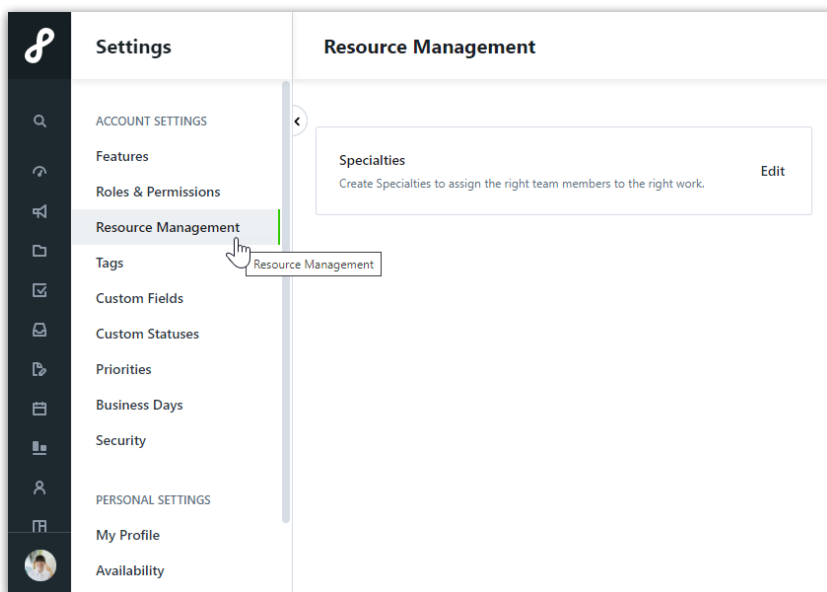 Settings
Resource Management
ACCOUNT SETTINGS
Features
Roles & Permissions
Resource Management
Resource Management
Tags
Custom Fields
Custom Statuses
Priorities
Business Days
Security
PERSONAL SETTINGS
My Profile
Availability
Specialties
Create Specialties to assign the right team members to the right work.
Edit